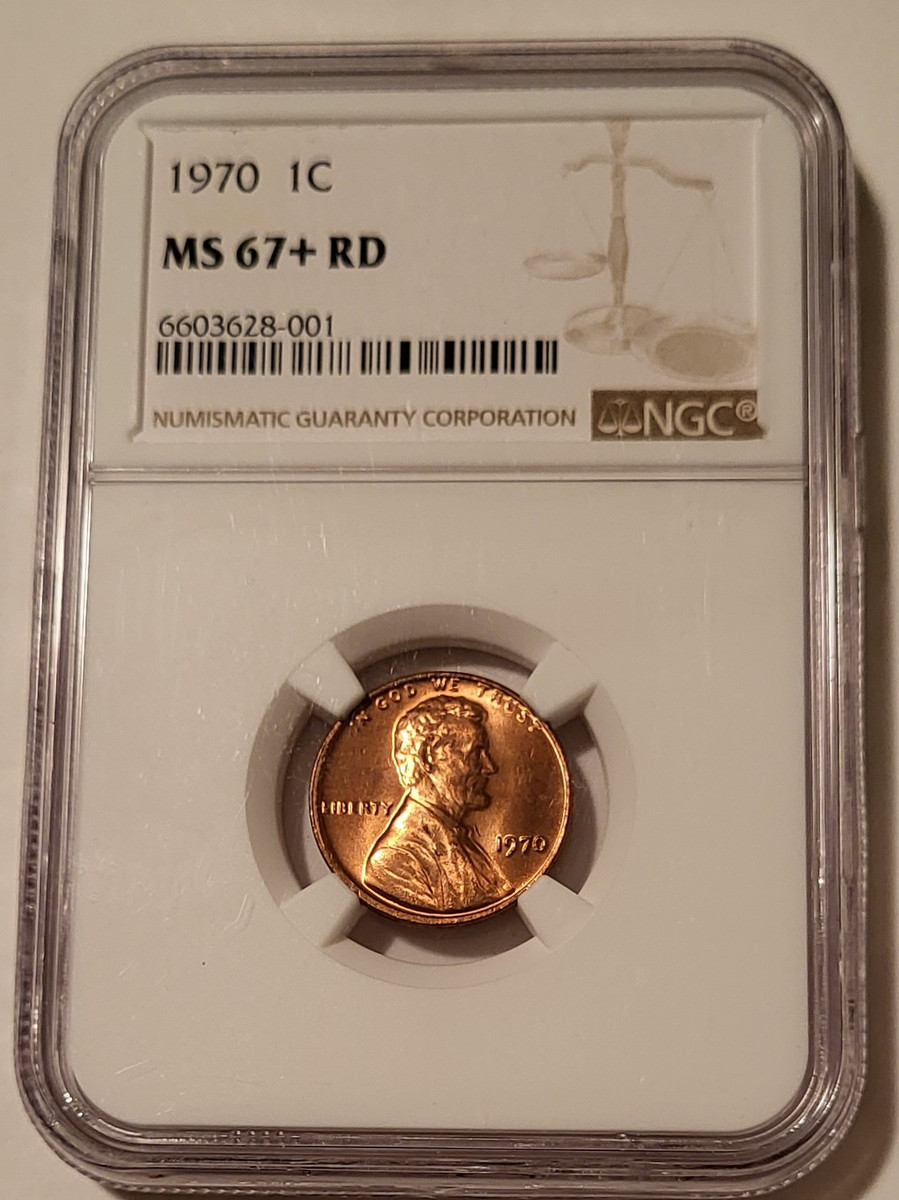 1970 1C
MS 67+ RD
6603628-001
NUMISMATIC GUARANTY CORPORATION NGC®
IN GOD WE TRUST
LIBERTY
1970